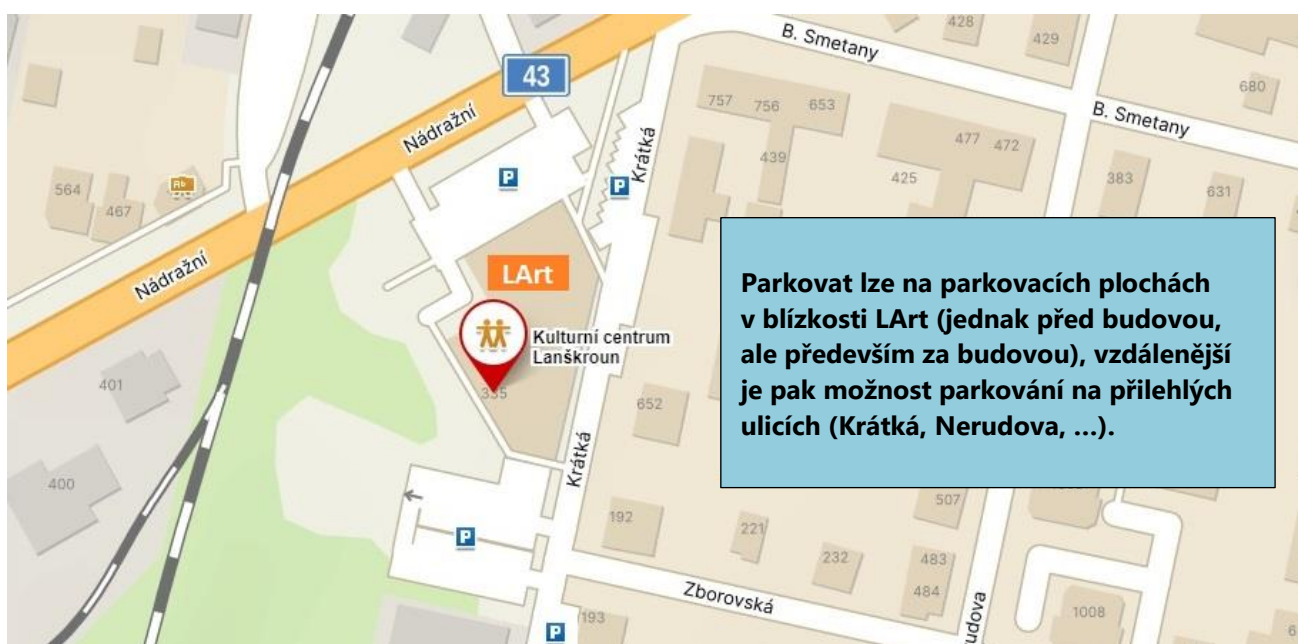 428
429
B. Smetany
43
680
757
756
653
B. Smetany
Nádražní
Krátká
477
472
439
P
P
425
383
631
564
467
Rb
Nádražní
LArt
Parkovat lze na parkovacích plochách
v blízkosti LArt (jednak před budovou,
ale především za budovou), vzdálenější
je pak možnost parkování na přilehlých
ulicích (Krátká, Nerudova, …).
Kulturní centrum
Lanškroun
401
335
652
Krátká
400
507
192
221
P
232
483
484
Zborovská
udova
1008
193
P
6